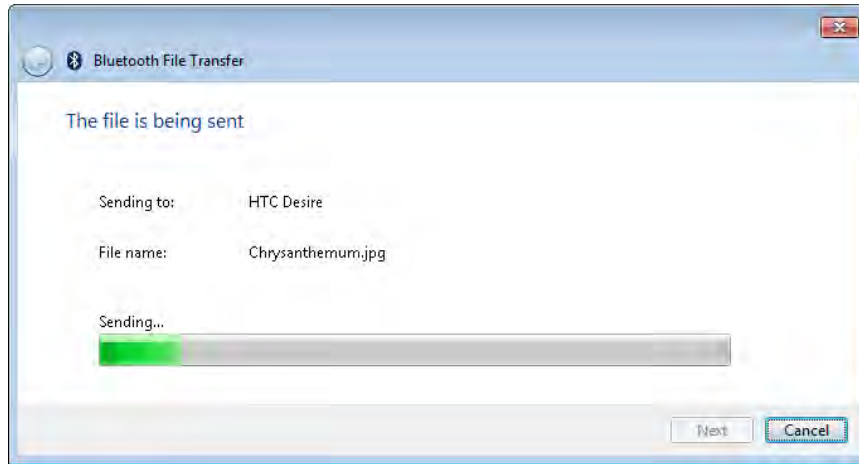 Bluetooth File Transfer
The file is being sent
Sending to: HTC Desire
File name: Chrysanthemum.jpg
Sending...
Next Cancel